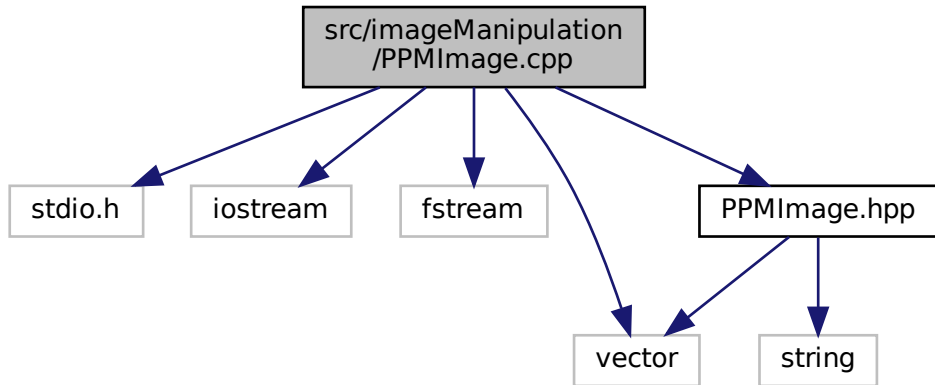 src/imageManipulation
/PPMImage.cpp
stdio.h
iostream
fstream
PPMImage.hpp
vector
string